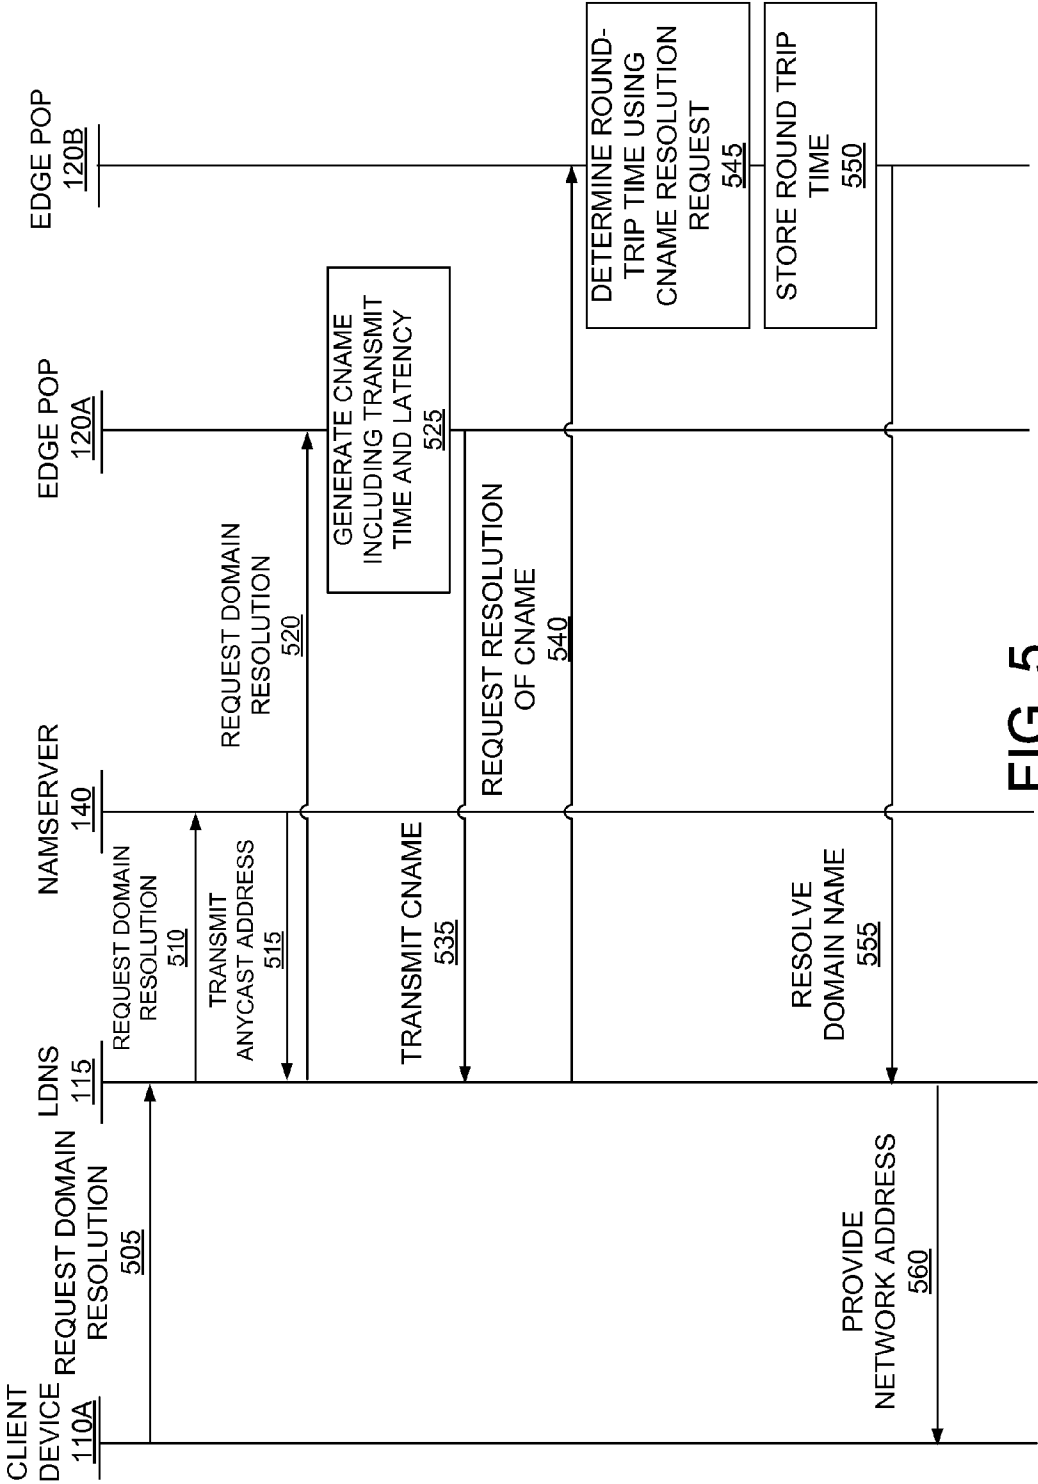 CLIENT
DEVICE
110A
LDNS
115
NAMSERVER
140
EDGE POP
120A
EDGE POP
120B
REQUEST DOMAIN
RESOLUTION
505
REQUEST DOMAIN
RESOLUTION
510
TRANSMIT
ANYCAST ADDRESS
515
REQUEST DOMAIN
RESOLUTION
520
GENERATE CNAME
INCLUDING TRANSMIT
TIME AND LATENCY
525
TRANSMIT CNAME
535
REQUEST RESOLUTION
OF CNAME
540
DETERMINE ROUND-
TRIP TIME USING
CNAME RESOLUTION
REQUEST
545
STORE ROUND TRIP
TIME
550
RESOLVE
DOMAIN NAME
555
PROVIDE
NETWORK ADDRESS
560
FIG. 5